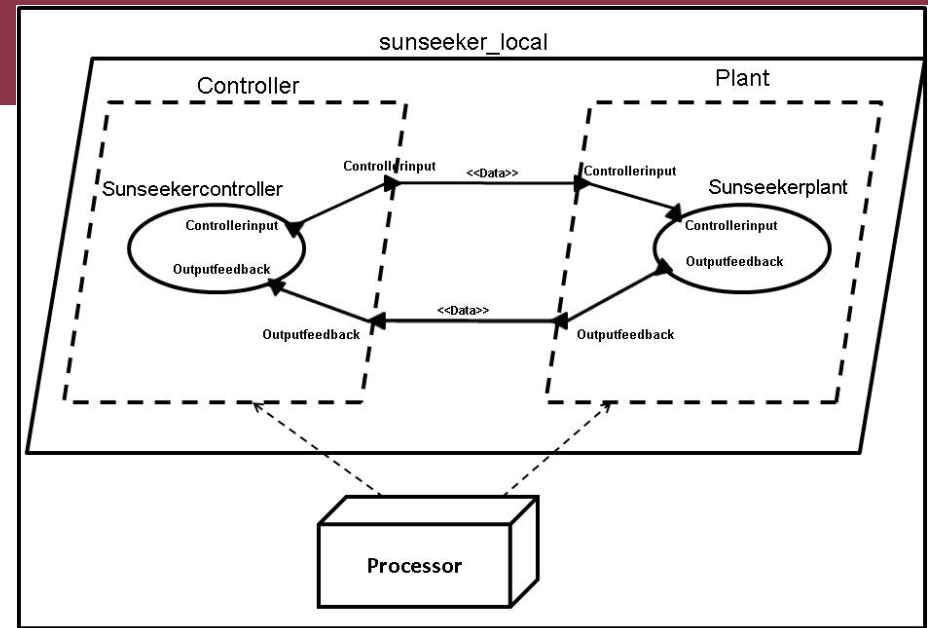 sunseeker_local
Controller
Plant
Controllerinput
<<Data>>
Controllerinput
Sunseekercontroller
Sunseekerplant
Controllerinput
Controllerinput
Outputfeedback
Outputfeedback
<<Data>>
Outputfeedback
Outputfeedback
Processor